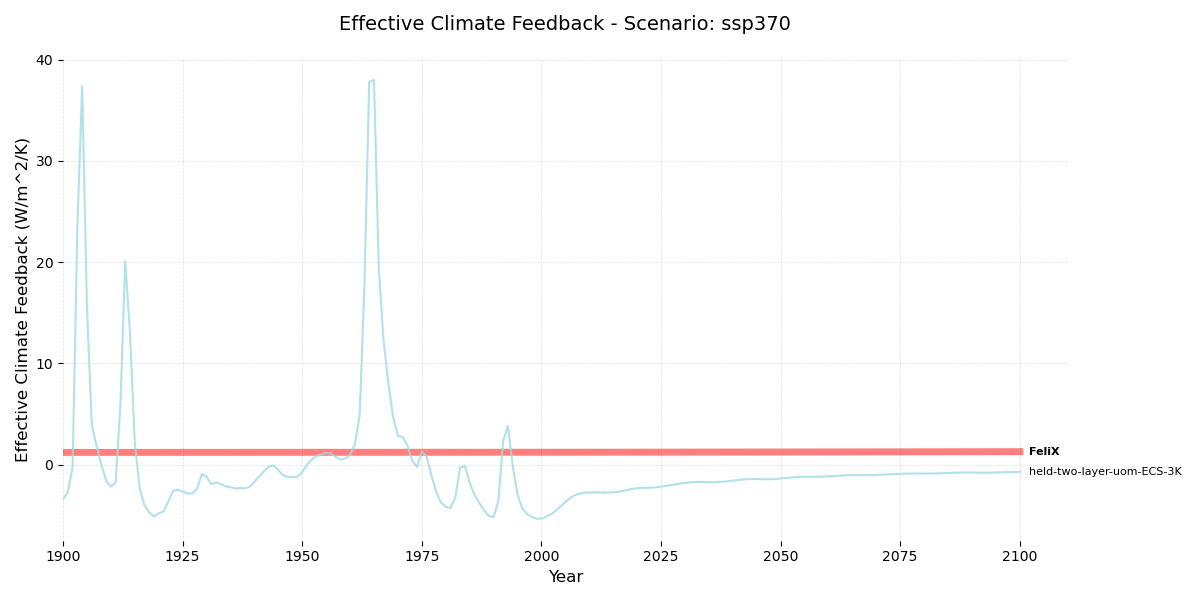 Effective Climate Feedback - Scenario: ssp370
Effective Climate Feedback (W/m^2/K)
40
30
20
10
0
FeliX
held-two-layer-uom-ECS-3K
1900 1925 1950 1975 2000 2025 2050 2075 2100
Year